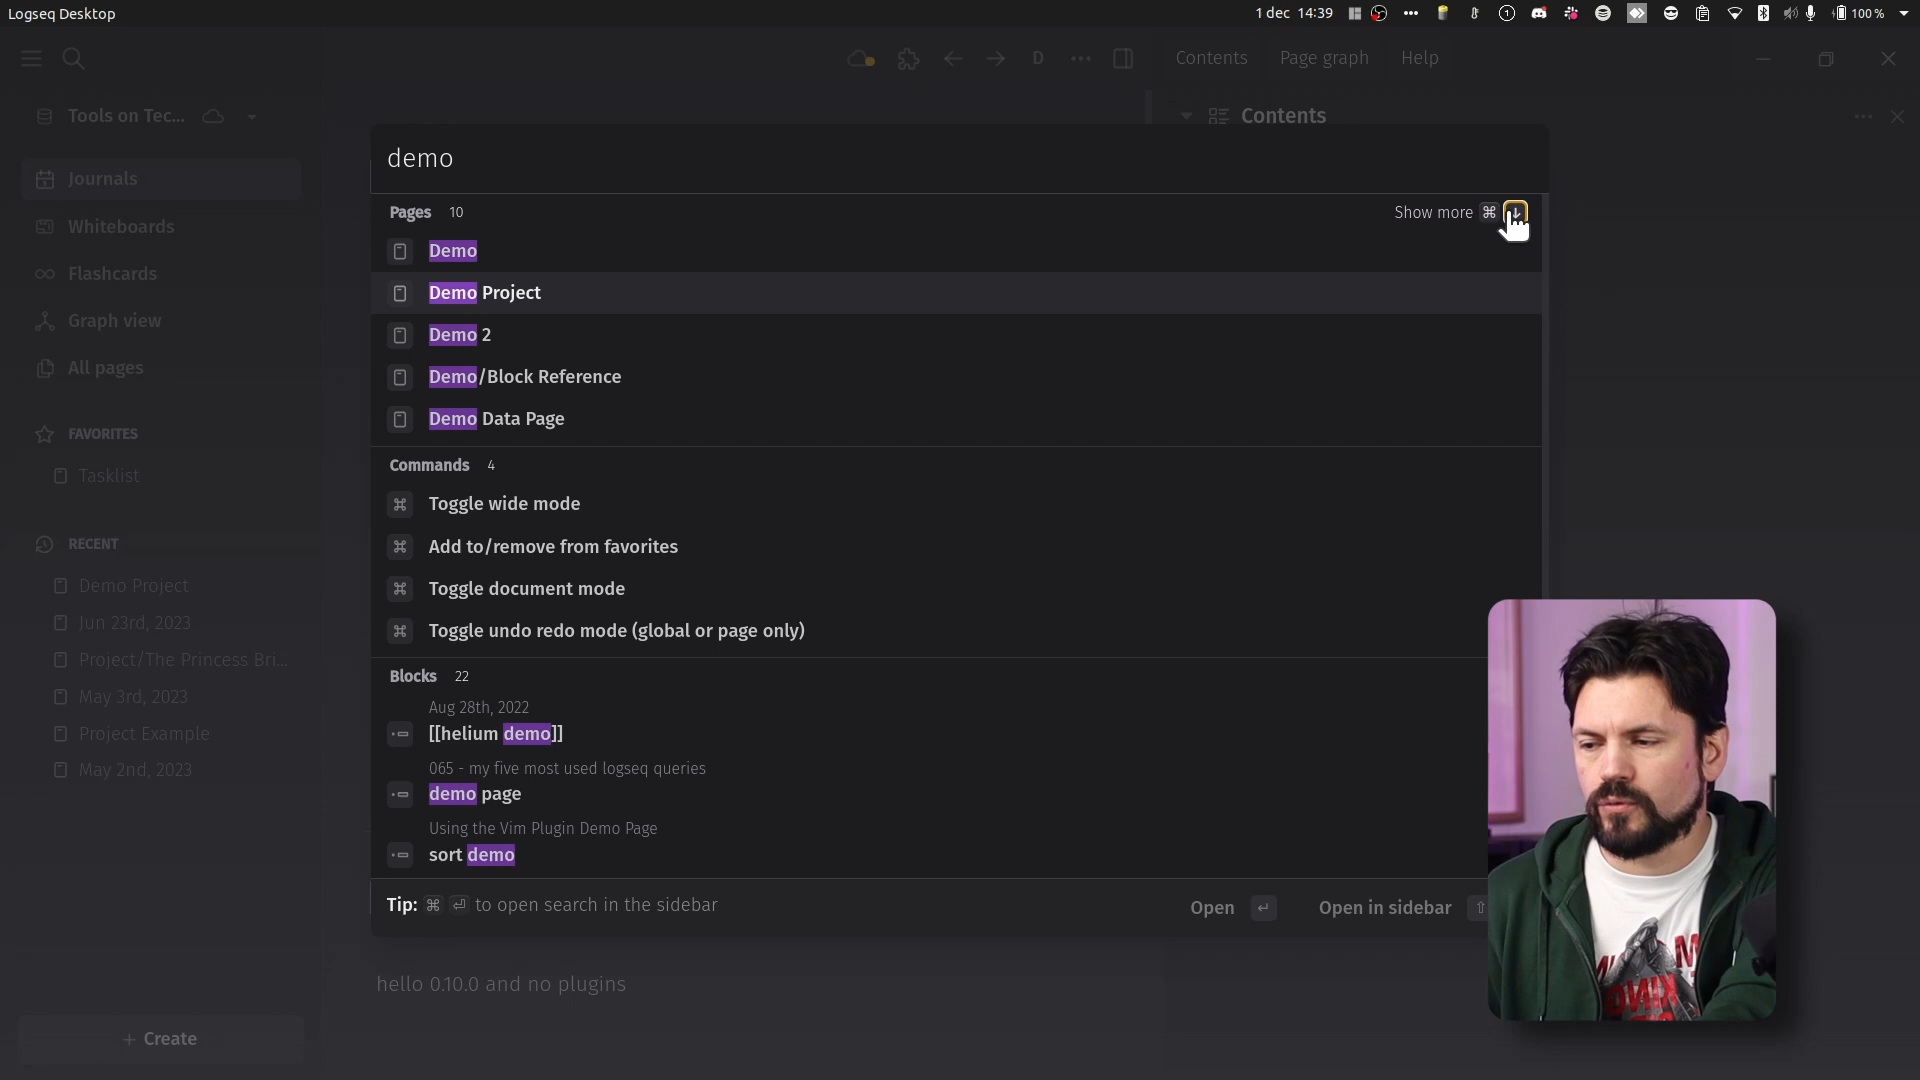 Logseq Desktop
1 dec 14:39
100 %
D
Contents
Page graph
Help
Tools on Tec...
Contents
Journals
Whiteboards
Flashcards
Graph view
All pages
FAVORITES
Tasklist
RECENT
Demo Project
Jun 23rd, 2023
Project/The Princess Bri...
May 3rd, 2023
Project Example
May 2nd, 2023
+ Create
demo
Pages 10
Show more ⌘ ↓
Demo
Demo Project
Demo 2
Demo/Block Reference
Demo Data Page
Commands 4
⌘ Toggle wide mode
⌘ Add to/remove from favorites
⌘ Toggle document mode
⌘ Toggle undo redo mode (global or page only)
Blocks 22
Aug 28th, 2022
[[helium demo]]
065 - my five most used logseq queries
demo page
Using the Vim Plugin Demo Page
sort demo
Tip: ⌘ ⏎ to open search in the sidebar
Open ↵
Open in sidebar ⇧
hello 0.10.0 and no plugins